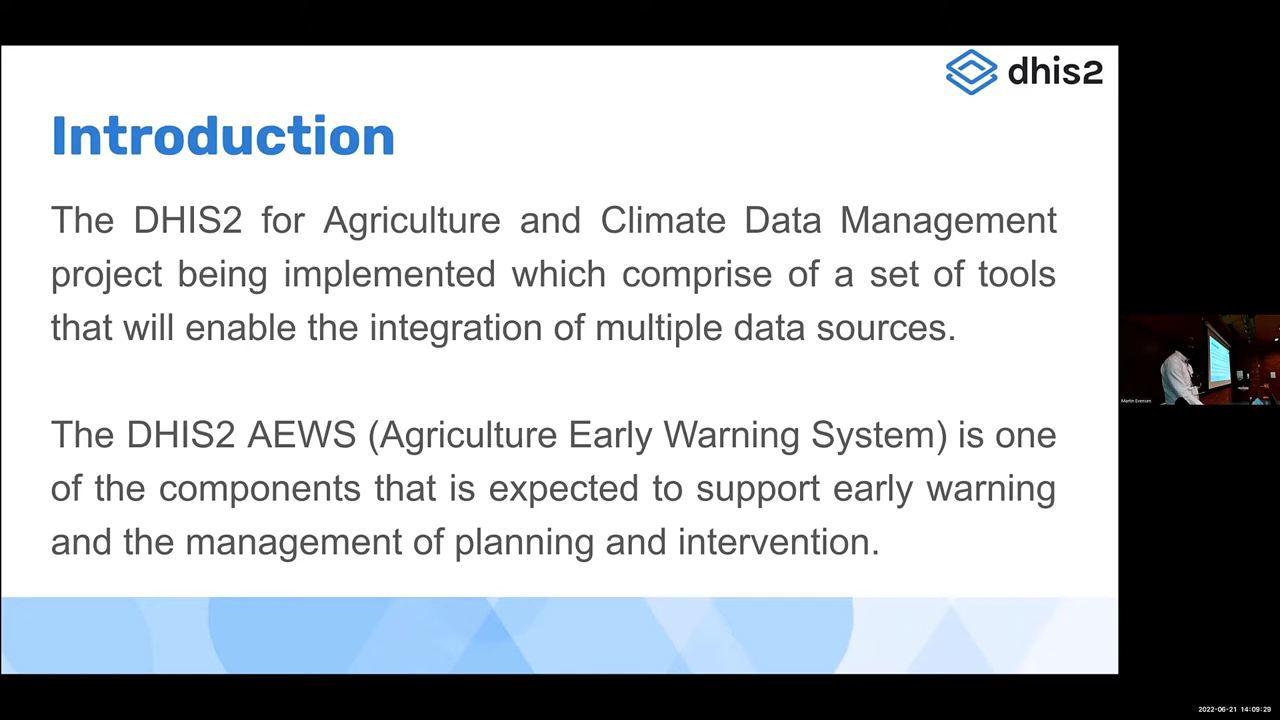 dhis2
Introduction
The DHIS2 for Agriculture and Climate Data Management
project being implemented which comprise of a set of tools
that will enable the integration of multiple data sources.
The DHIS2 AEWS (Agriculture Early Warning System) is one
of the components that is expected to support early warning
and the management of planning and intervention.
Martin Evensen
2022-06-21 14:09:29